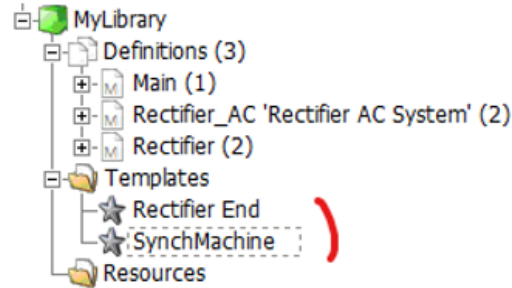 MyLibrary
Definitions (3)
Main (1)
Rectifier_AC 'Rectifier AC System' (2)
Rectifier (2)
Templates
Rectifier End
SynchMachine
Resources